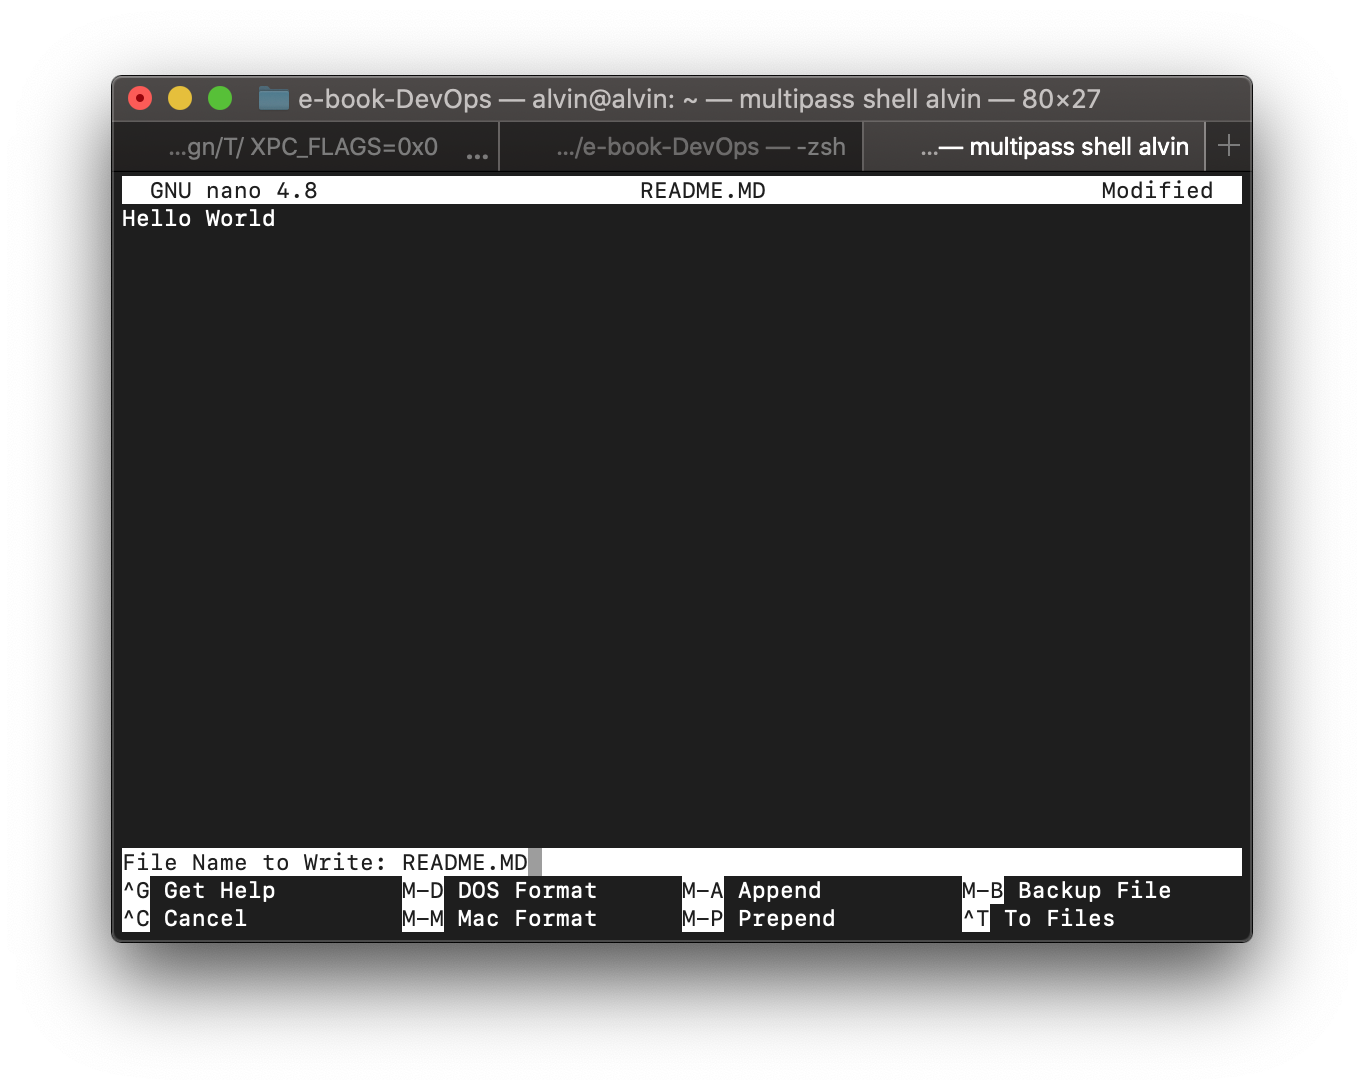 e-book-DevOps — alvin@alvin: ~ — multipass shell alvin — 80×27
...gn/T/ XPC_FLAGS=0x0 ... .../e-book-DevOps — -zsh ...— multipass shell alvin +
GNU nano 4.8 README.MD Modified
Hello World
File Name to Write: README.MD
^G Get Help M-D DOS Format M-A Append M-B Backup File
^C Cancel M-M Mac Format M-P Prepend ^T To Files